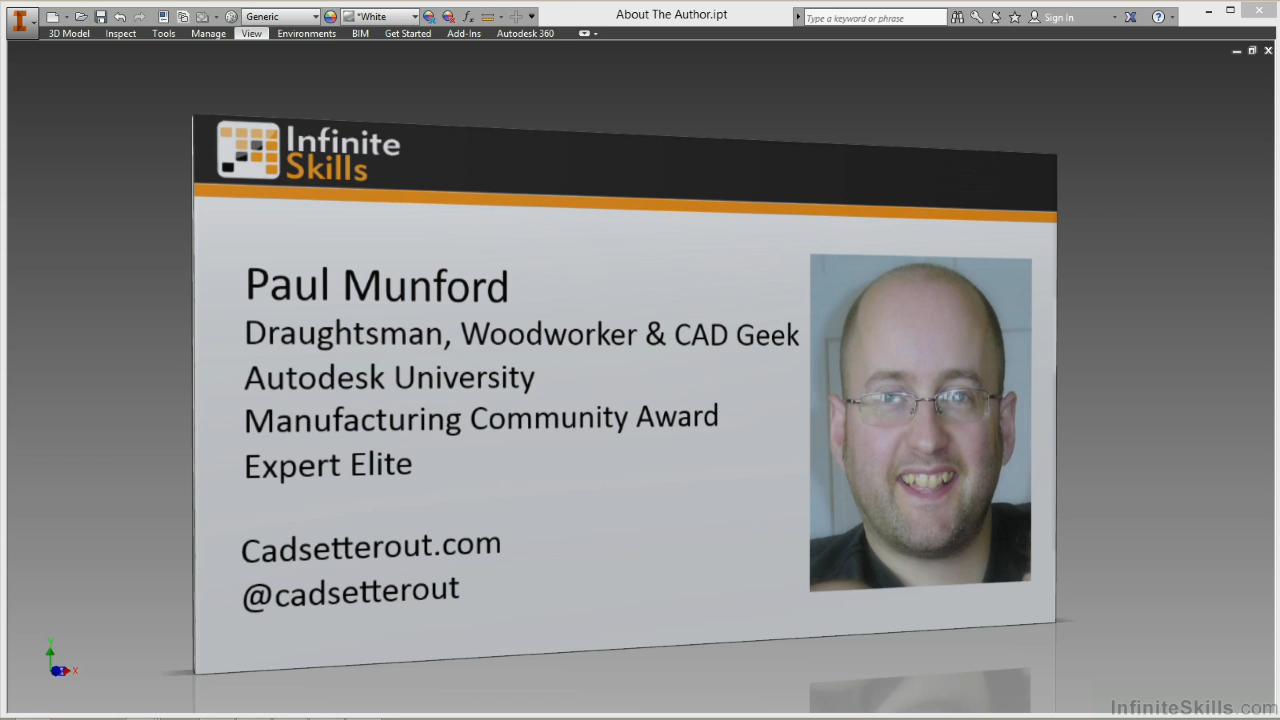 Generic
*White
About The Author.ipt
Type a keyword or phrase
Sign In
3D Model
Inspect
Tools
Manage
View
Environments
BIM
Get Started
Add-Ins
Autodesk 360
Infinite
Skills
Paul Munford
Draughtsman, Woodworker & CAD Geek
Autodesk University
Manufacturing Community Award
Expert Elite
Cadsetterout.com
@cadsetterout
Y
X
InfiniteSkills.com